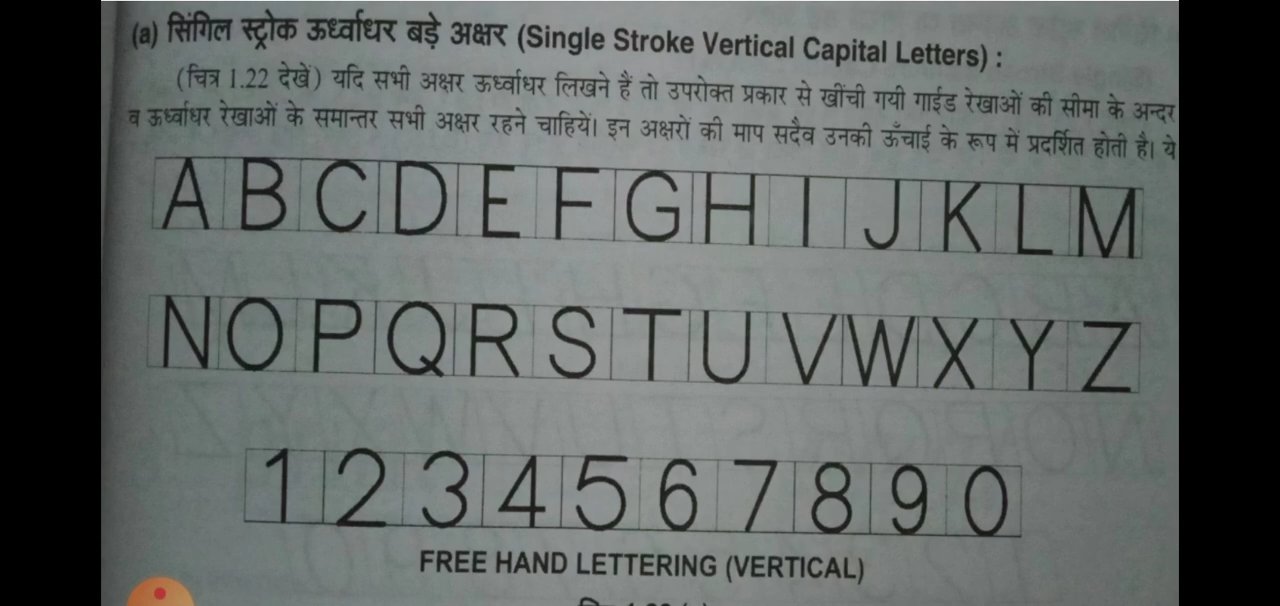 (a) सिंगिल स्ट्रोक ऊर्ध्वाधर बड़े अक्षर (Single Stroke Vertical Capital Letters) :
(चित्र 1.22 देखें) यदि सभी अक्षर ऊर्ध्वाधर लिखने हैं तो उपरोक्त प्रकार से खींची गयी गाईड रेखाओं की सीमा के अन्दर
व ऊर्ध्वाधर रेखाओं के समान्तर सभी अक्षर रहने चाहियें। इन अक्षरों की माप सदैव उनकी ऊँचाई के रूप में प्रदर्शित होती है। ये
A B C D E F G H I J K L M
N O P Q R S T U V W X Y Z
1 2 3 4 5 6 7 8 9 0
FREE HAND LETTERING (VERTICAL)